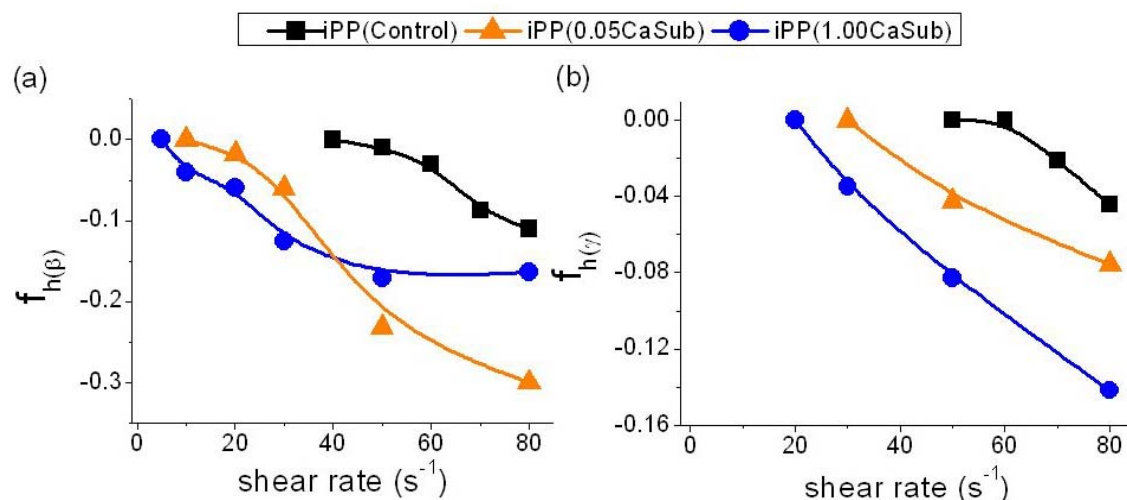 iPP(Control) iPP(0.05CaSub) iPP(1.00CaSub)
(a)
0.0
-0.1
-0.2
-0.3
f h(β)
0 20 40 60 80
shear rate (s⁻¹)
(b)
0.00
-0.04
-0.08
-0.12
-0.16
f h(γ)
0 20 40 60 80
shear rate (s⁻¹)